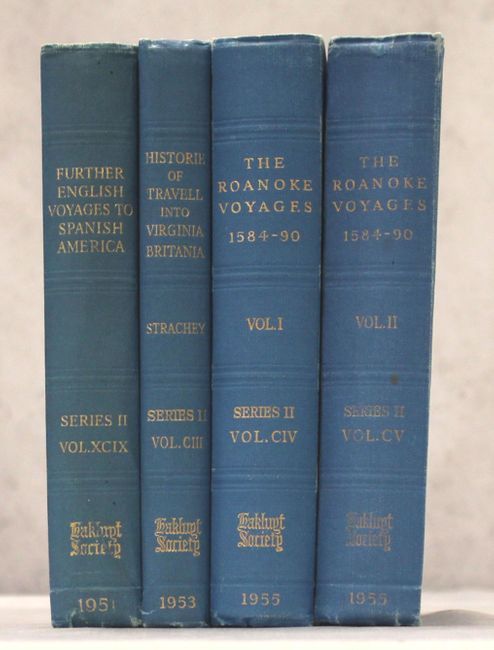 FURTHER
ENGLISH
VOYAGES TO
SPANISH
AMERICA
SERIES II
VOL.XCIX
Hakluyt
Society
1951
HISTORIE
OF
TRAVELL
INTO
VIRGINIA
BRITANIA
STRACHEY
SERIES II
VOL.CIII
Hakluyt
Society
1953
THE
ROANOKE
VOYAGES
1584-90
VOL.I
SERIES II
VOL.CIV
Hakluyt
Society
1955
THE
ROANOKE
VOYAGES
1584-90
VOL.II
SERIES II
VOL.CV
Hakluyt
Society
1955